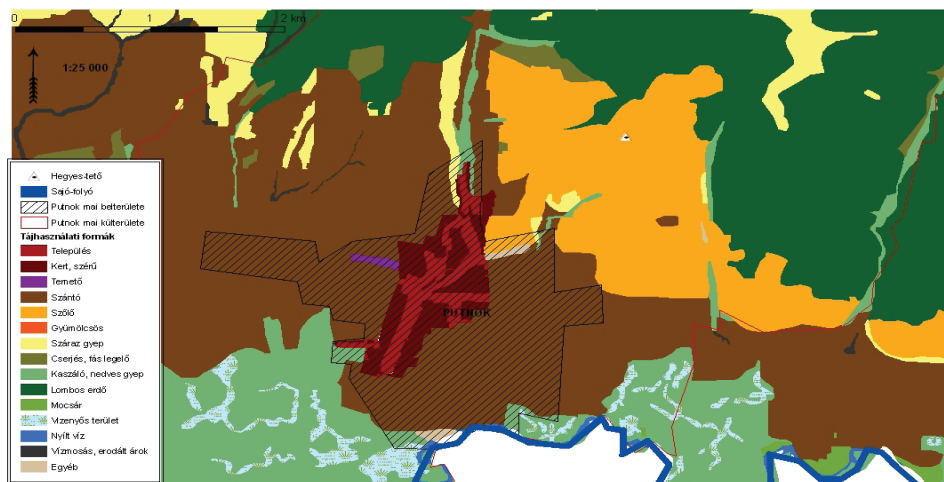 0 1 2 km
1:25 000
PUTNOK
Hegyes-tető
Sajó-folyó
Putnok mai belterülete
Putnok mai külterülete
Tájhasználati formák
Település
Kert, szérű
Temető
Szántó
Szőlő
Gyümölcsös
Száraz gyep
Cserjés, fás legelő
Kaszáló, nedves gyep
Lombos erdő
Mocsár
Vizenyős terület
Nyílt víz
Vízmosás, erodált árok
Egyéb